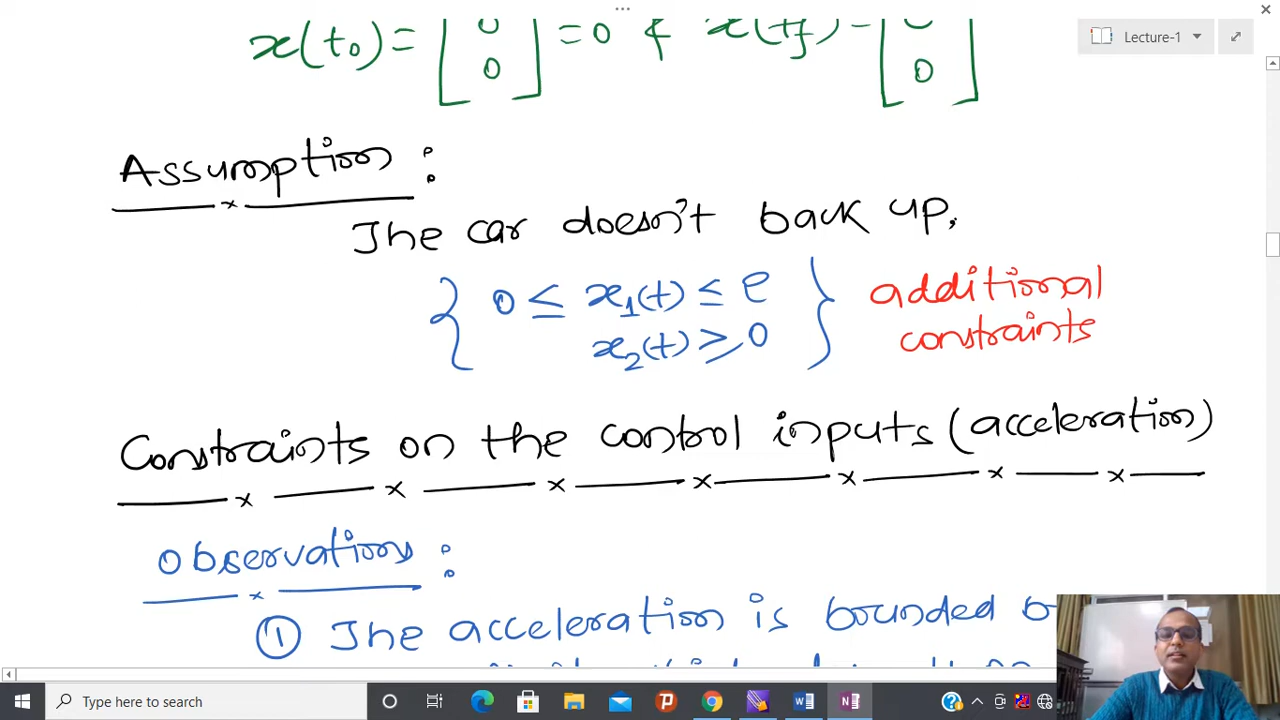 x(t0) = [ 0 0 ] = 0 & x(tf) = [ 0 ]
Lecture-1
Assumption :
The car doesn't back up.
{ 0 ≤ x1(t) ≤ e
x2(t) ≥ 0 }
additional
constraints
Constraints on the control inputs (acceleration)
Observations :
① The acceleration is bounded b
Type here to search